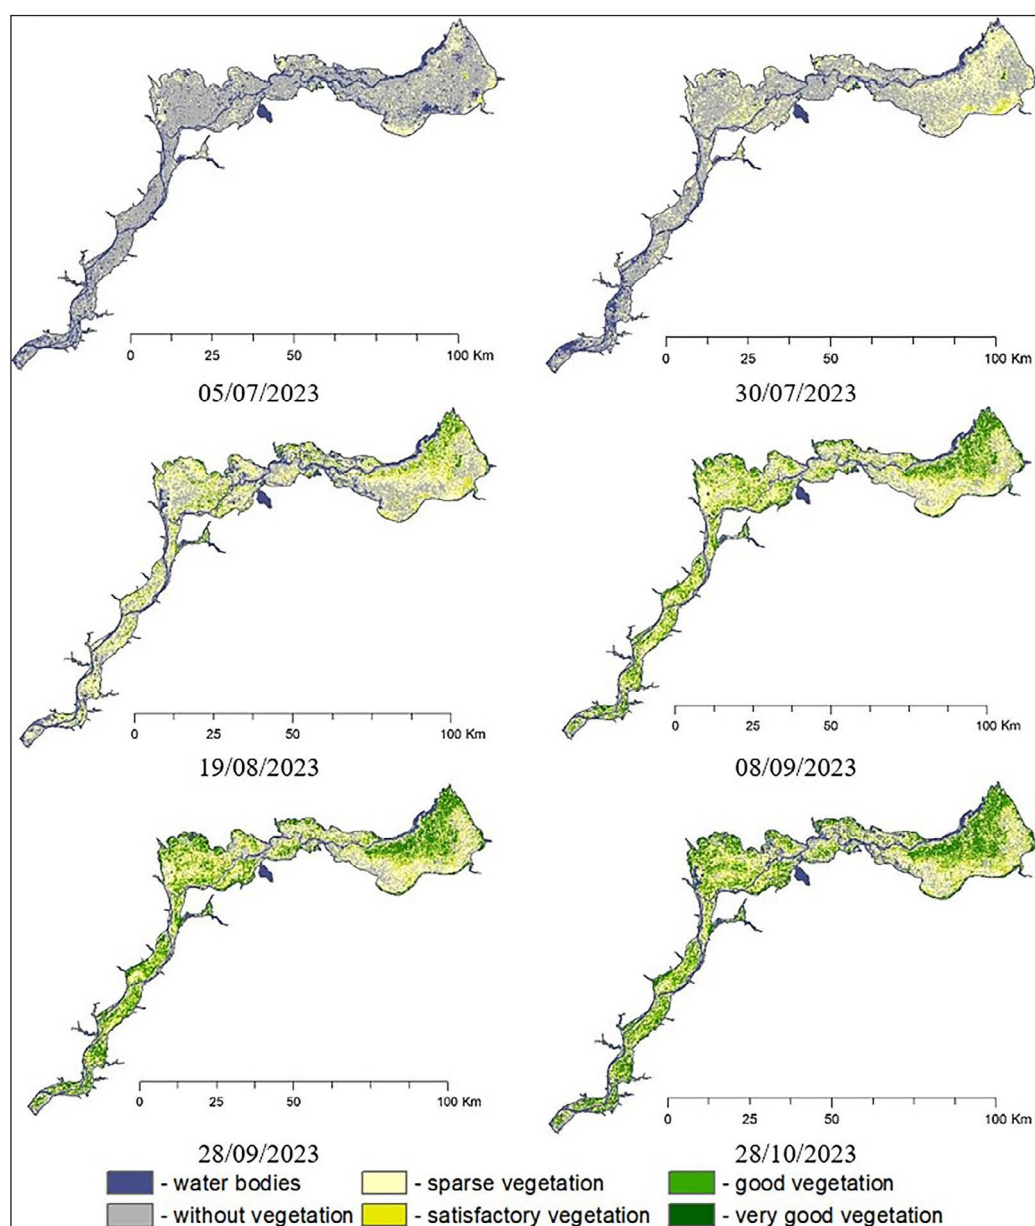 0 25 50 100 Km
0 25 50 100 Km
05/07/2023 30/07/2023
0 25 50 100 Km
0 25 50 100 Km
19/08/2023 08/09/2023
0 25 50 100 Km
0 25 50 100 Km
28/09/2023 28/10/2023
- water bodies - sparse vegetation - good vegetation
- without vegetation - satisfactory vegetation - very good vegetation